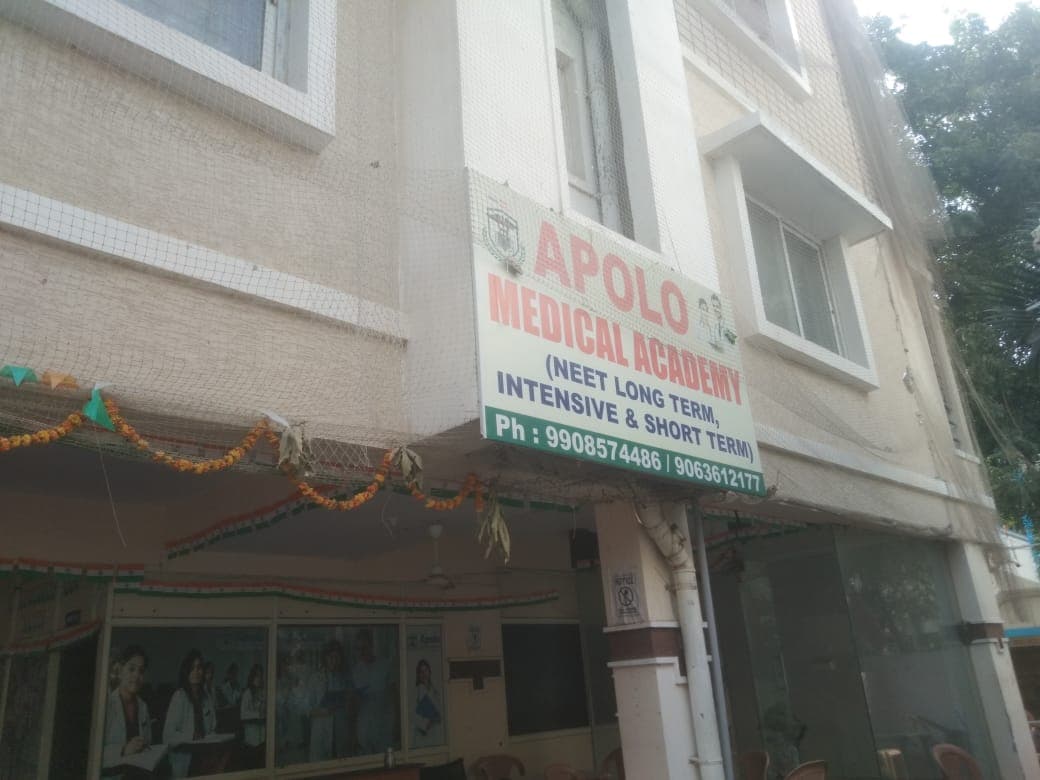 APOLO
MEDICAL ACADEMY
(NEET LONG TERM,
INTENSIVE & SHORT TERM)
Ph : 9908574486 / 9063612177